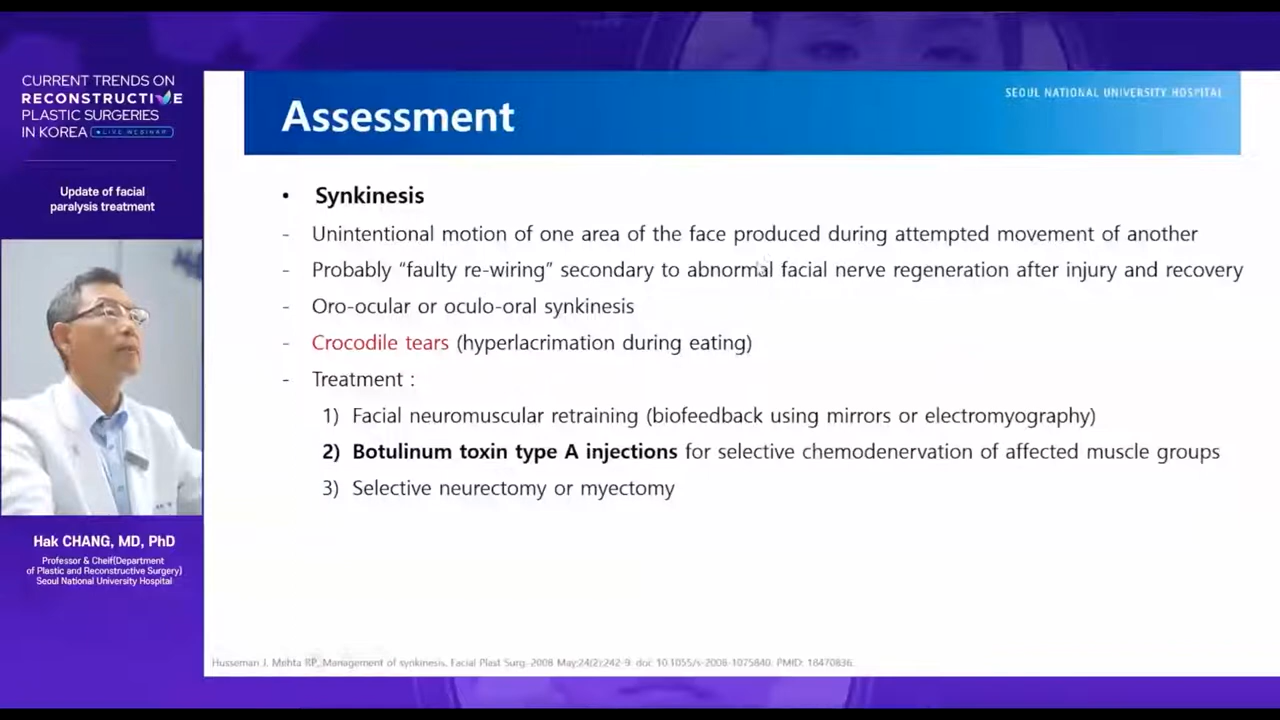 CURRENT TRENDS ON
RECONSTRUCTIVE
PLASTIC SURGERIES
IN KOREA LIVE WEBINAR
Update of facial
paralysis treatment
Hak CHANG, MD, PhD
Professor & Cheif(Department
of Plastic and Reconstructive Surgery)
Seoul National University Hospital
SEOUL NATIONAL UNIVERSITY HOSPITAL
Assessment
• Synkinesis
- Unintentional motion of one area of the face produced during attempted movement of another
- Probably “faulty re-wiring” secondary to abnormal facial nerve regeneration after injury and recovery
- Oro-ocular or oculo-oral synkinesis
- Crocodile tears (hyperlacrimation during eating)
- Treatment :
1) Facial neuromuscular retraining (biofeedback using mirrors or electromyography)
2) Botulinum toxin type A injections for selective chemodenervation of affected muscle groups
3) Selective neurectomy or myectomy
Husseman J, Mehta RP. Management of synkinesis. Facial Plast Surg. 2008 May;24(2):242-9. doi: 10.1055/s-2008-1075840. PMID: 18470836.